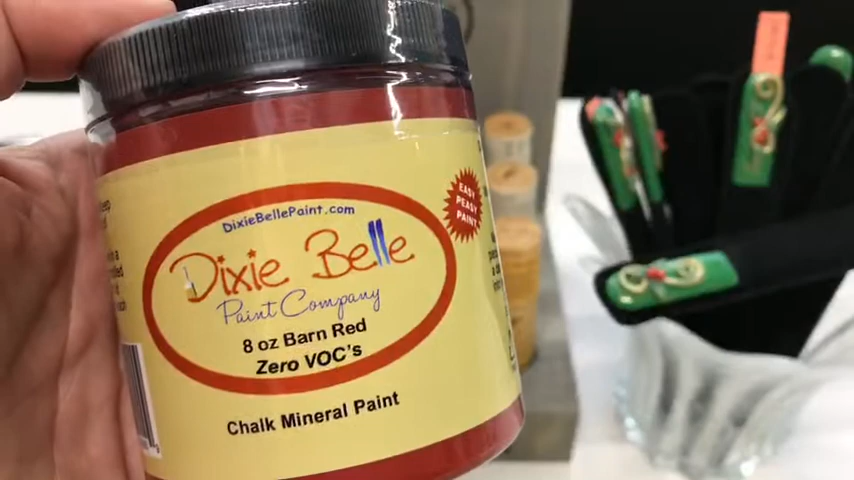 DixieBellePaint.com
Dixie Belle
Paint Company
8 oz Barn Red
Zero VOC's
Chalk Mineral Paint
EASY
PEASY
PAINT